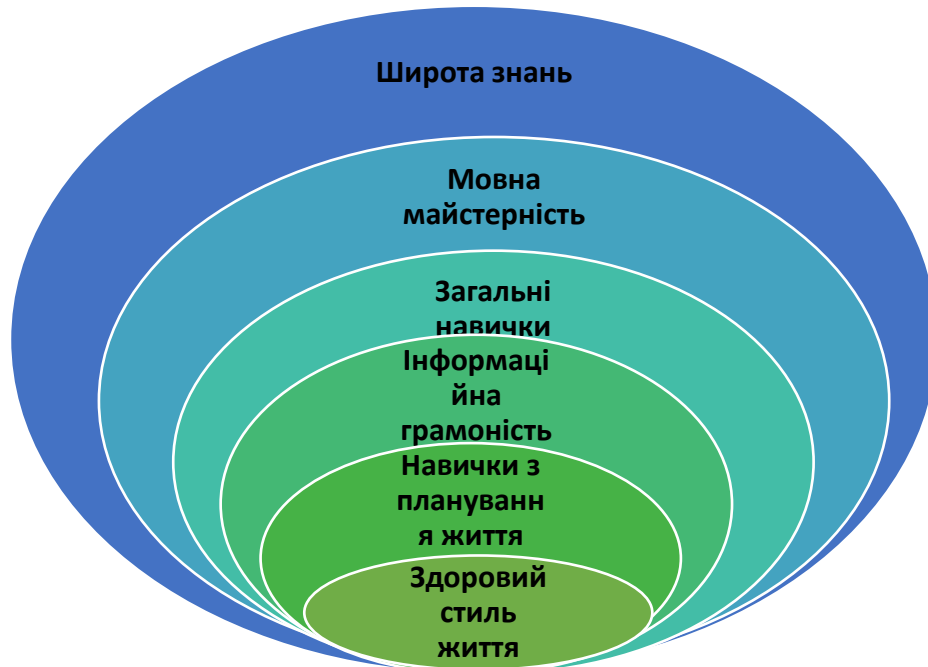 Широта знань
Мовна
майстерність
Загальні
навички
Інформаці
йна
грамоність
Навички з
плануванн
я життя
Здоровий
стиль
життя